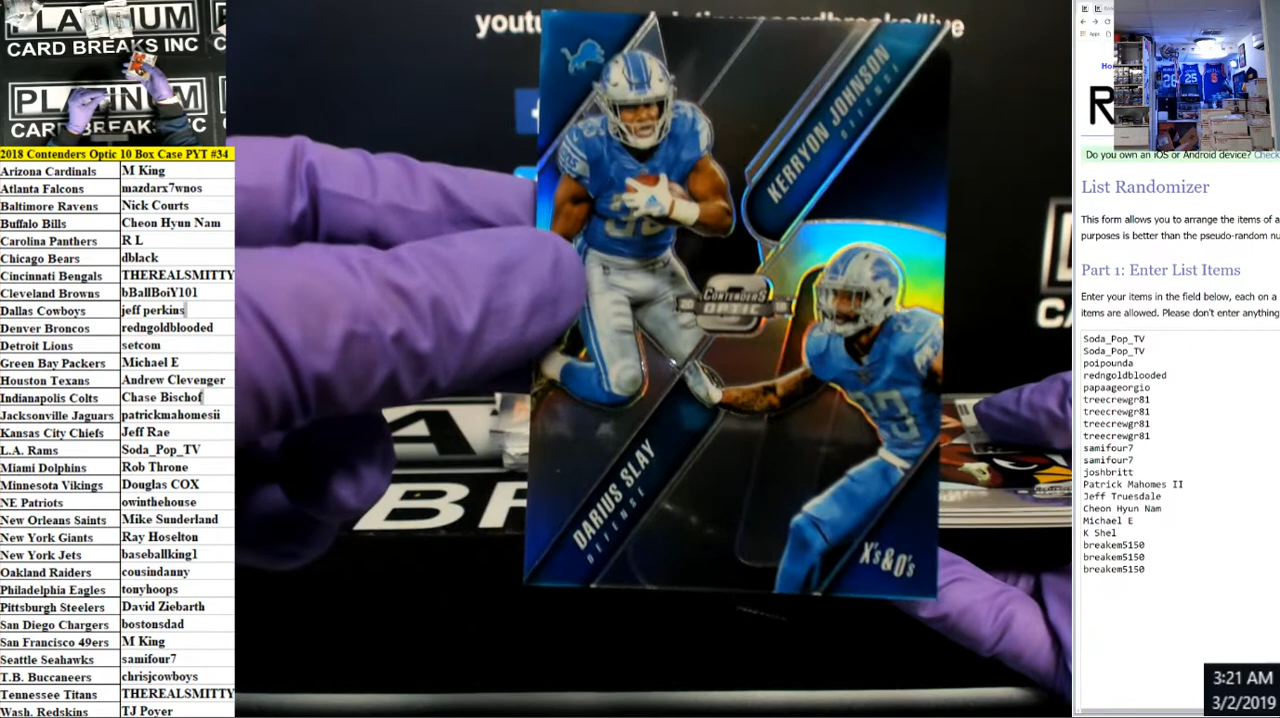 PLATINUM
CARD BREAKS INC
PLATINUM
CARD BREAKS INC
2018 Contenders Optic 10 Box Case PYT #34
Arizona Cardinals M King
Atlanta Falcons mazdarx7wnos
Baltimore Ravens Nick Courts
Buffalo Bills Cheon Hyun Nam
Carolina Panthers R L
Chicago Bears dblack
Cincinnati Bengals THEREALSMITTY
Cleveland Browns bBallBoiY101
Dallas Cowboys jeff perkins
Denver Broncos redngoldblooded
Detroit Lions setcom
Green Bay Packers Michael E
Houston Texans Andrew Clevenger
Indianapolis Colts Chase Bischof
Jacksonville Jaguars patrickmahomesii
Kansas City Chiefs Jeff Rae
L.A. Rams Soda_Pop_TV
Miami Dolphins Rob Throne
Minnesota Vikings Douglas COX
NE Patriots owinthehouse
New Orleans Saints Mike Sunderland
New York Giants Ray Hoselton
New York Jets baseballking1
Oakland Raiders cousindanny
Philadelphia Eagles tonyhoops
Pittsburgh Steelers David Ziebarth
San Diego Chargers bostonsdad
San Francisco 49ers M King
Seattle Seahawks samifour7
T.B. Buccaneers chrisjcowboys
Tennessee Titans THEREALSMITTY
Wash. Redskins TJ Poyer
KERRYON JOHNSON
OFFENSE
CONTENDERS
OPTIC
DARIUS SLAY
OFFENSE
X's&O's
Apps
R
Do you own an iOS or Android device? Check
List Randomizer
This form allows you to arrange the items of a
purposes is better than the pseudo-random nu
Part 1: Enter List Items
Enter your items in the field below, each on a
items are allowed. Please don't enter anything
Soda_Pop_TV
Soda_Pop_TV
poipounda
redngoldblooded
papaageorgio
treecrewgr81
treecrewgr81
treecrewgr81
treecrewgr81
samifour7
samifour7
joshbritt
Patrick Mahomes II
Jeff Truesdale
Cheon Hyun Nam
Michael E
K Shel
breakem5150
breakem5150
breakem5150
3:21 AM
3/2/2019